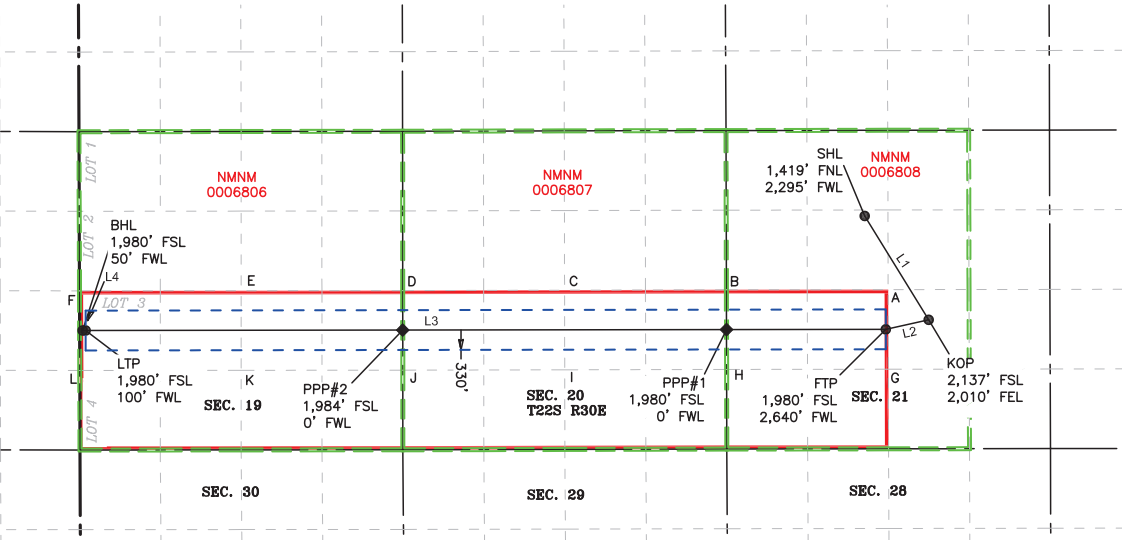 LOT 1
NMNM
0006806
NMNM
0006807
SHL
1,419' FNL
2,295' FWL
NMNM
0006808
LOT 2
BHL
1,980' FSL
50' FWL
L4
L1
F
E
D
C
B
A
LOT 3
L3
L2
330'
LTP
1,980' FSL
100' FWL
L
K
SEC. 19
PPP#2
1,984' FSL
0' FWL
J
I
SEC. 20
T22S R30E
PPP#1
1,980' FSL
0' FWL
H
FTP
1,980' FSL
2,640' FWL
G
SEC. 21
KOP
2,137' FSL
2,010' FEL
LOT 4
SEC. 30
SEC. 29
SEC. 28